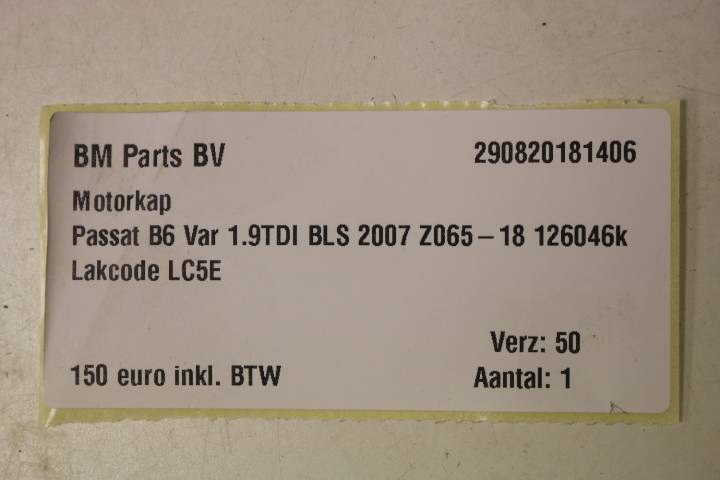 BM Parts BV 290820181406
Motorkap
Passat B6 Var 1.9TDI BLS 2007 Z065-18 126046k
Lakcode LC5E
Verz: 50
150 euro inkl. BTW Aantal: 1